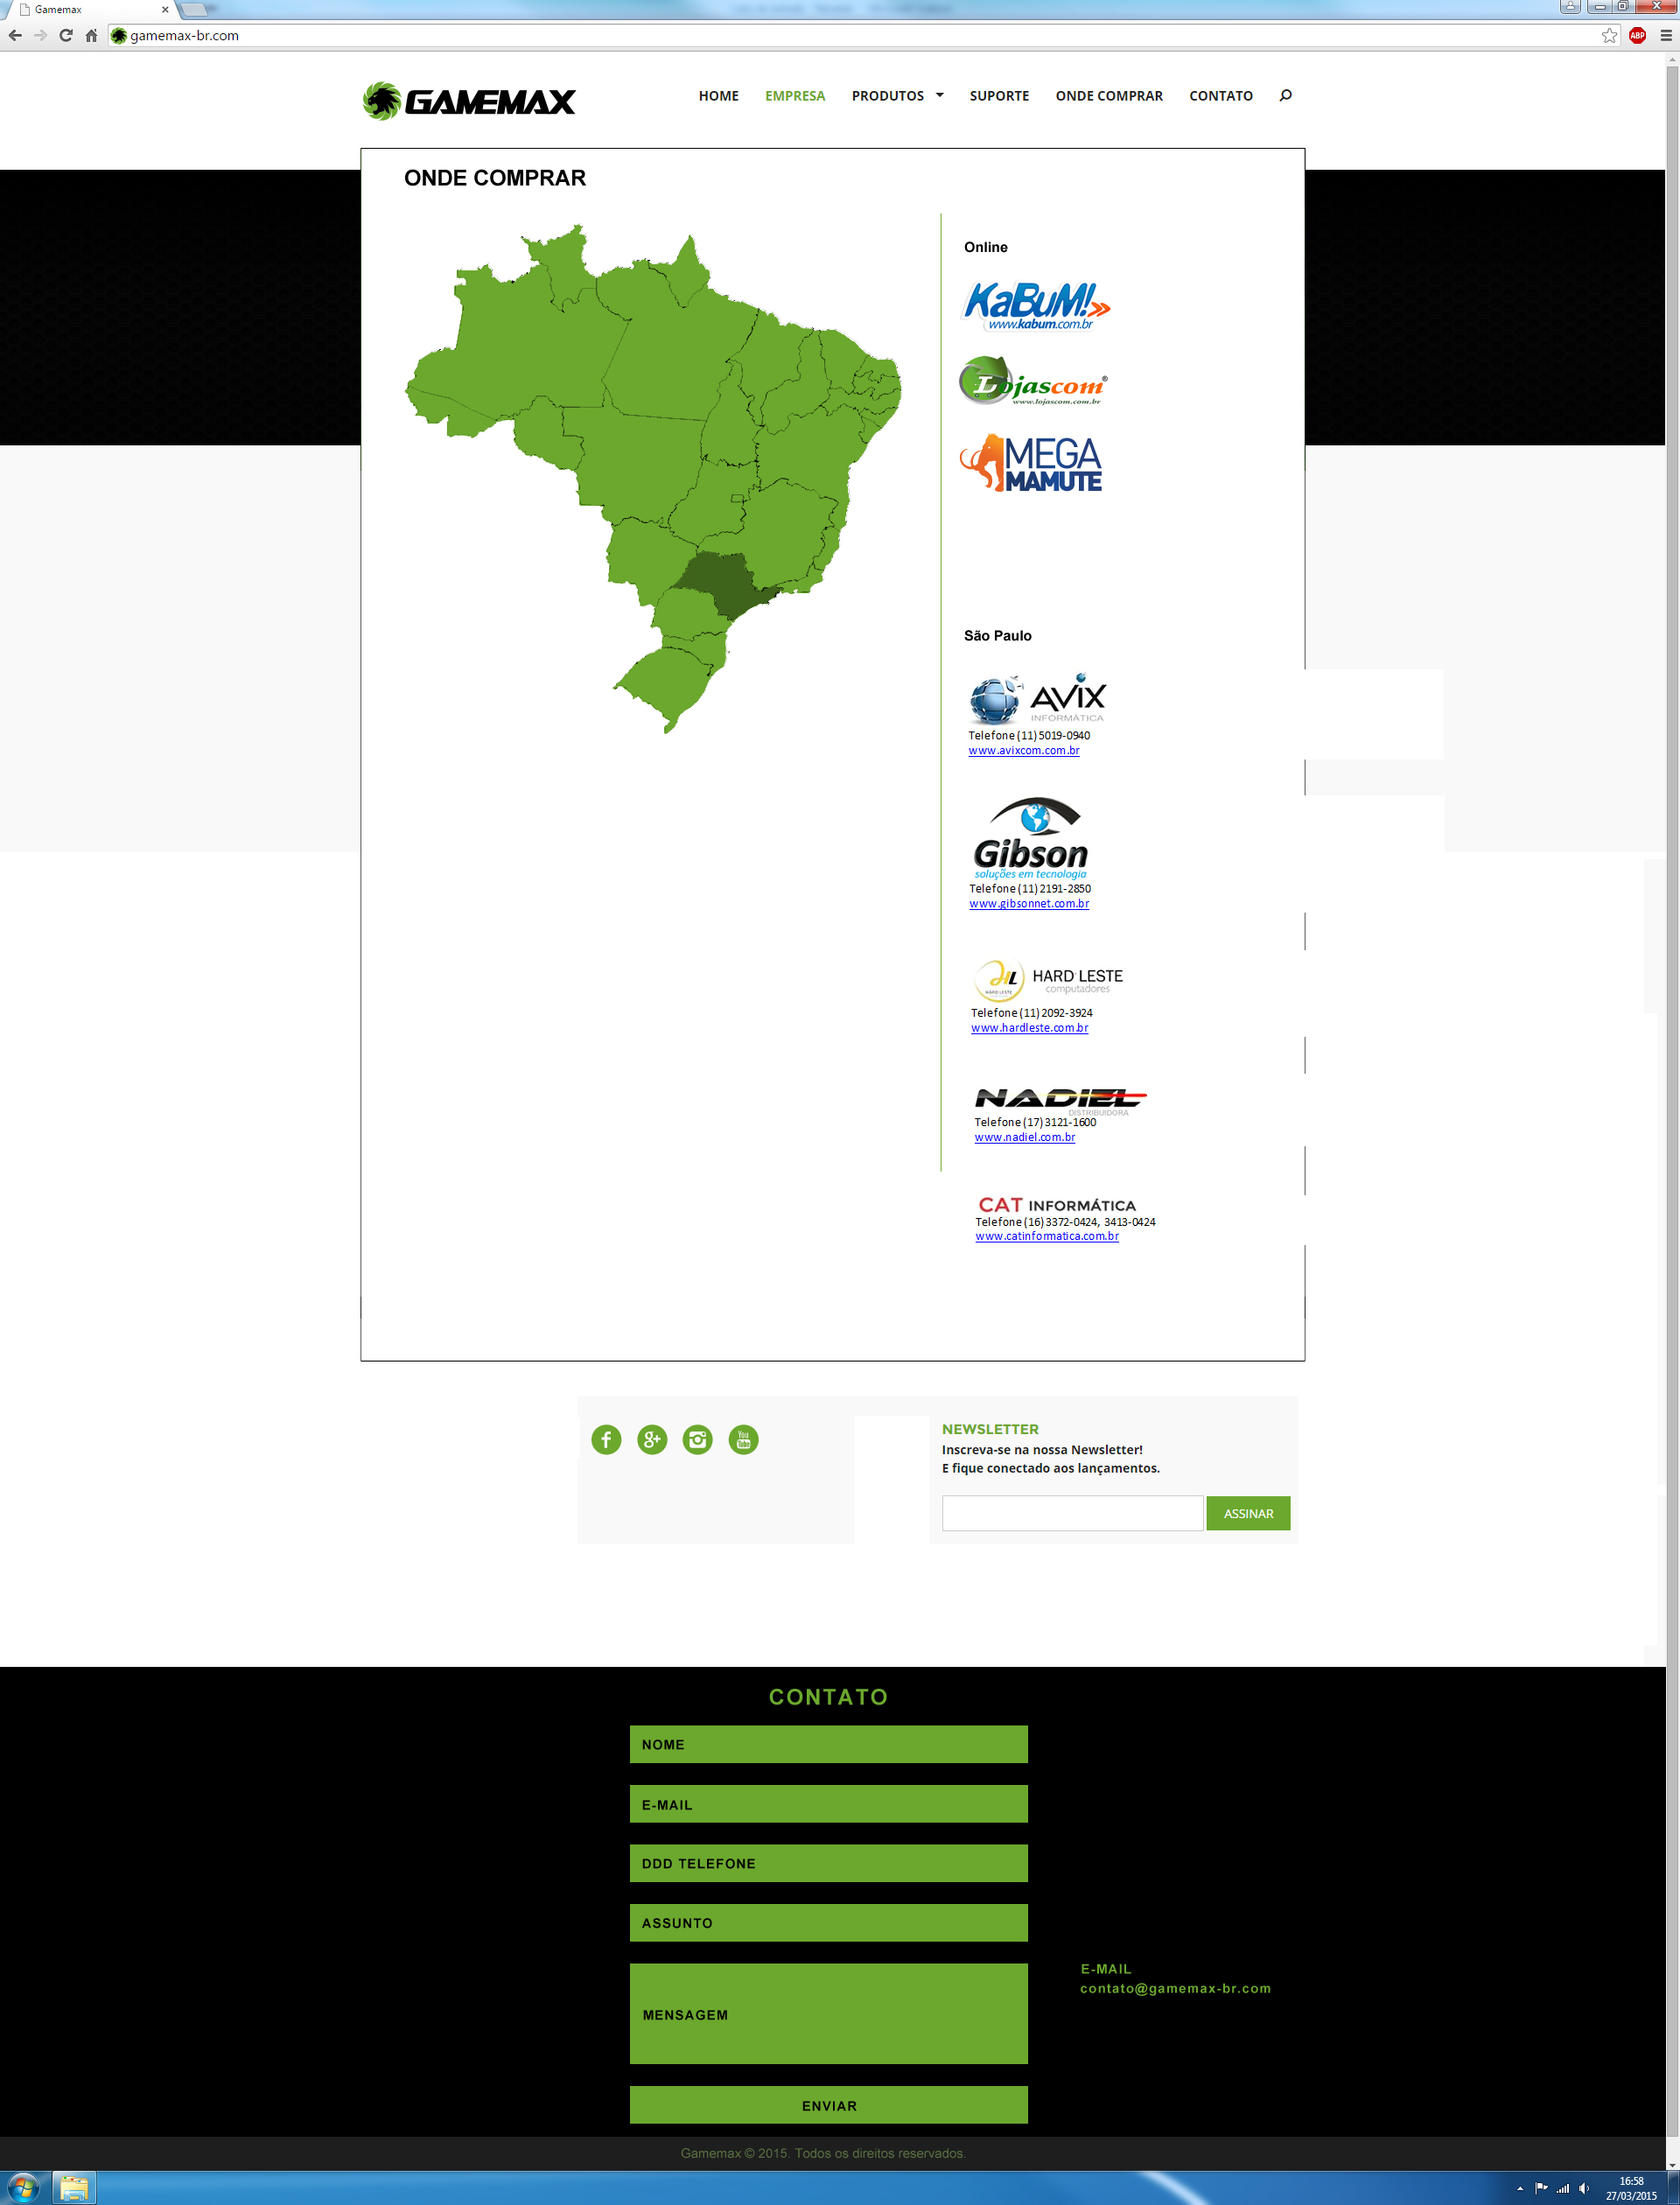 Gamemax
gamemax-br.com
ABP
GAMEMAX
HOME EMPRESA PRODUTOS SUPORTE ONDE COMPRAR CONTATO
ONDE COMPRAR
Online
KaBuM!
www.kabum.com.br
Lojascom®
www.lojascom.com.br
MEGA
MAMUTE
São Paulo
AVIX
INFORMÁTICA
Telefone (11) 5019-0940
www.avixcom.com.br
Gibson
soluções em tecnologia
Telefone (11) 2191-2850
www.gibsonnet.com.br
HL
HARD LESTE
HARD LESTE
computadores
Telefone (11) 2092-3924
www.hardleste.com.br
NADIEL
DISTRIBUIDORA
Telefone (17) 3121-1600
www.nadiel.com.br
CAT INFORMÁTICA
Telefone (16) 3372-0424, 3413-0424
www.catinformatica.com.br
f g+ You Tube
NEWSLETTER
Inscreva-se na nossa Newsletter!
E fique conectado aos lançamentos.
ASSINAR
CONTATO
NOME
E-MAIL
DDD TELEFONE
ASSUNTO
MENSAGEM
E-MAIL
contato@gamemax-br.com
ENVIAR
Gamemax © 2015. Todos os direitos reservados.
16:58
27/03/2015